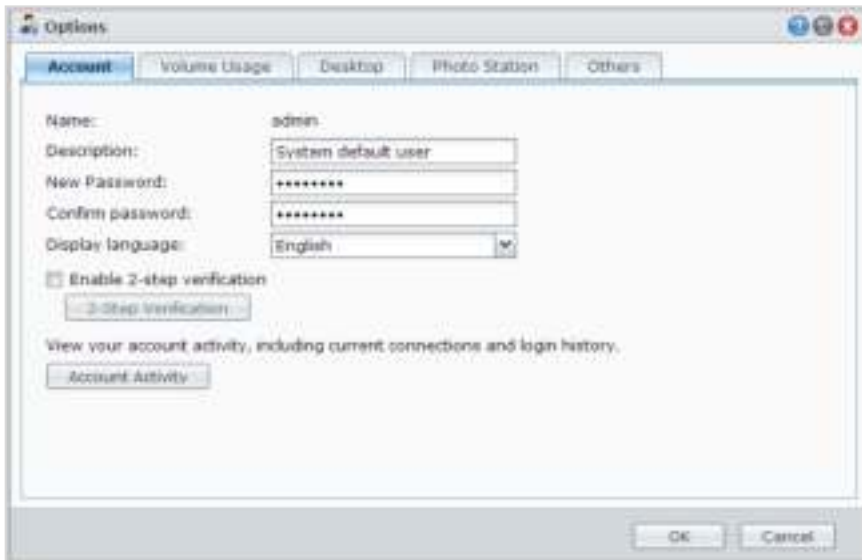 Options
Account Volume Usage Desktop Photo Station Others
Name: admin
Description: System default user
New Password: ••••••••
Confirm password: ••••••••
Display language: English
Enable 2-step verification
2-Step Verification
View your account activity, including current connections and login history.
Account Activity
OK Cancel